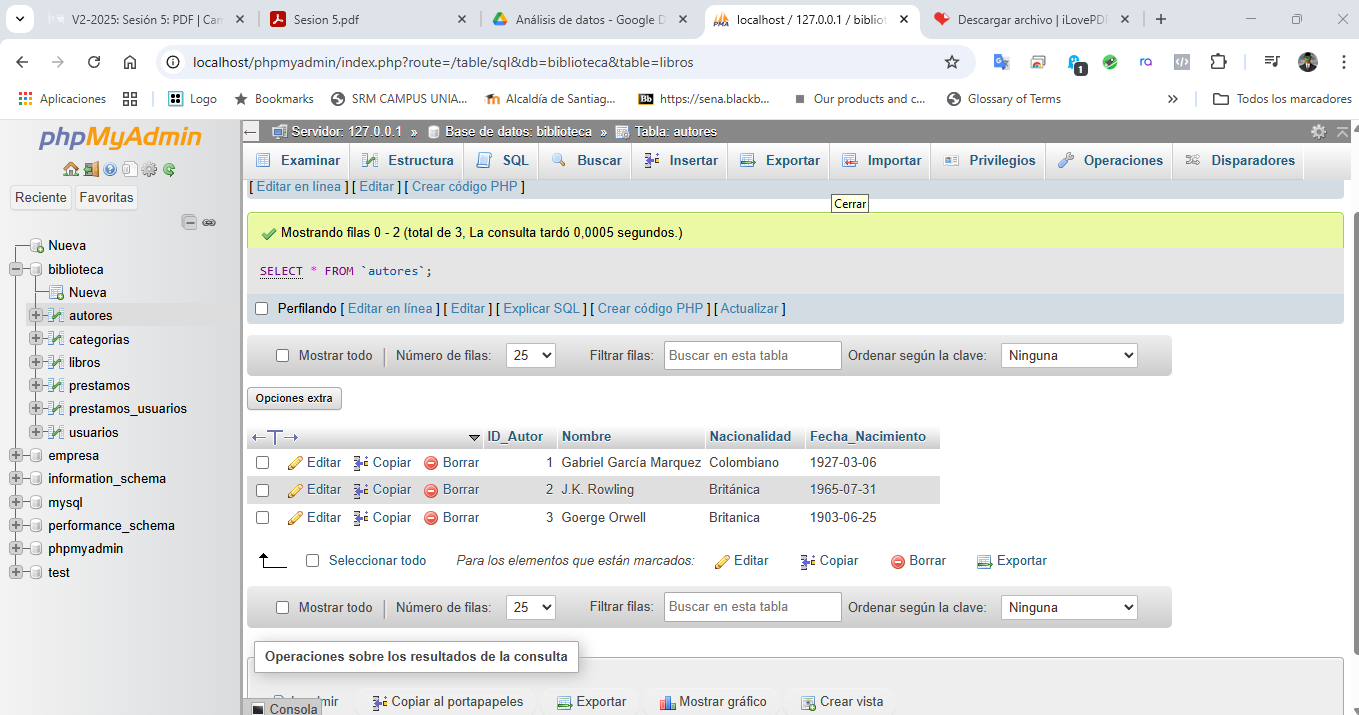 V2-2025: Sesión 5: PDF | Can
Sesion 5.pdf
Análisis de datos - Google D
localhost / 127.0.0.1 / bibliot
Descargar archivo | iLovePDF
localhost/phpmyadmin/index.php?route=/table/sql&db=biblioteca&table=libros
1
Aplicaciones
Logo
Bookmarks
SRM CAMPUS UNIA...
Alcaldía de Santiag...
Bb https://sena.blackb...
Our products and c...
Glossary of Terms
»
Todos los marcadores
phpMyAdmin
Reciente Favoritas
Nueva
biblioteca
Nueva
autores
categorias
libros
prestamos
prestamos_usuarios
usuarios
empresa
information_schema
mysql
performance_schema
phpmyadmin
test
Servidor: 127.0.0.1 » Base de datos: biblioteca » Tabla: autores
Examinar Estructura SQL Buscar Insertar Exportar Importar Privilegios Operaciones Disparadores
[ Editar en línea ] [ Editar ] [ Crear código PHP ]
Cerrar
Mostrando filas 0 - 2 (total de 3, La consulta tardó 0,0005 segundos.)
SELECT * FROM `autores`;
Perfilando [ Editar en línea ] [ Editar ] [ Explicar SQL ] [ Crear código PHP ] [ Actualizar ]
Mostrar todo | Número de filas: 25 Filtrar filas: Buscar en esta tabla Ordenar según la clave: Ninguna
Opciones extra
←T→ ID_Autor Nombre Nacionalidad Fecha_Nacimiento
Editar Copiar Borrar 1 Gabriel García Marquez Colombiano 1927-03-06
Editar Copiar Borrar 2 J.K. Rowling Británica 1965-07-31
Editar Copiar Borrar 3 Goerge Orwell Britanica 1903-06-25
Seleccionar todo Para los elementos que están marcados: Editar Copiar Borrar Exportar
Mostrar todo | Número de filas: 25 Filtrar filas: Buscar en esta tabla Ordenar según la clave: Ninguna
Operaciones sobre los resultados de la consulta
Copiar al portapapeles Exportar Mostrar gráfico Crear vista
Consola